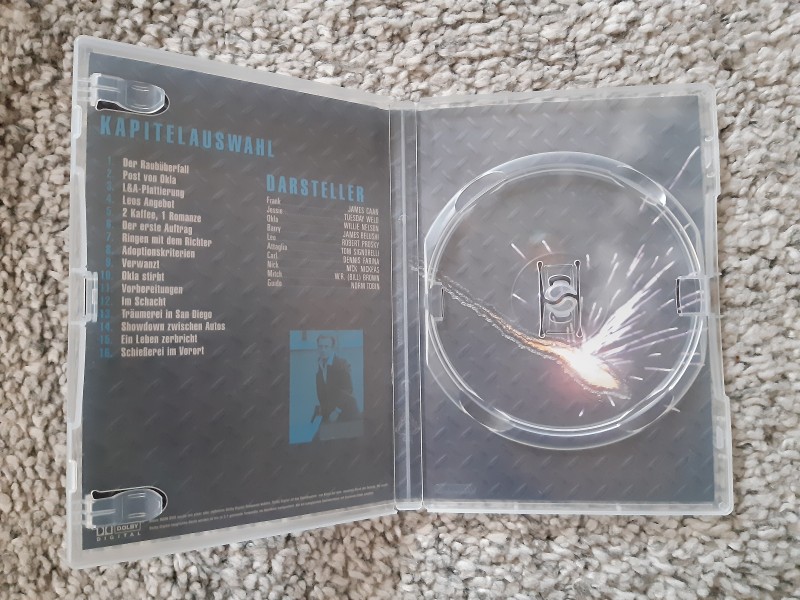 KAPITELAUSWAHL
1. Der Raubüberfall
2. Post von Okla
3. L&A-Plattierung
4. Leos Angebot
5. 2 Kaffee, 1 Romanze
6. Der erste Auftrag
7. Ringen mit dem Richter
8. Adoptionskriterien
9. Verwanzt
10. Okla stirbt
11. Vorbereitungen
12. Im Schacht
13. Träumerei in San Diego
14. Showdown zwischen Autos
15. Ein Leben zerbricht
16. Schießerei im Vorort
DARSTELLER
Frank JAMES CAAN
Jessie TUESDAY WELD
Okla WILLIE NELSON
Barry JAMES BELUSHI
Leo ROBERT PROSKY
Attaglia TOM SIGNORELLI
Carl DENNIS FARINA
Nick NICK NICKEAS
Mitch W.R. (BILL) BROWN
Guido NORM TOBIN
DOLBY
DIGITAL